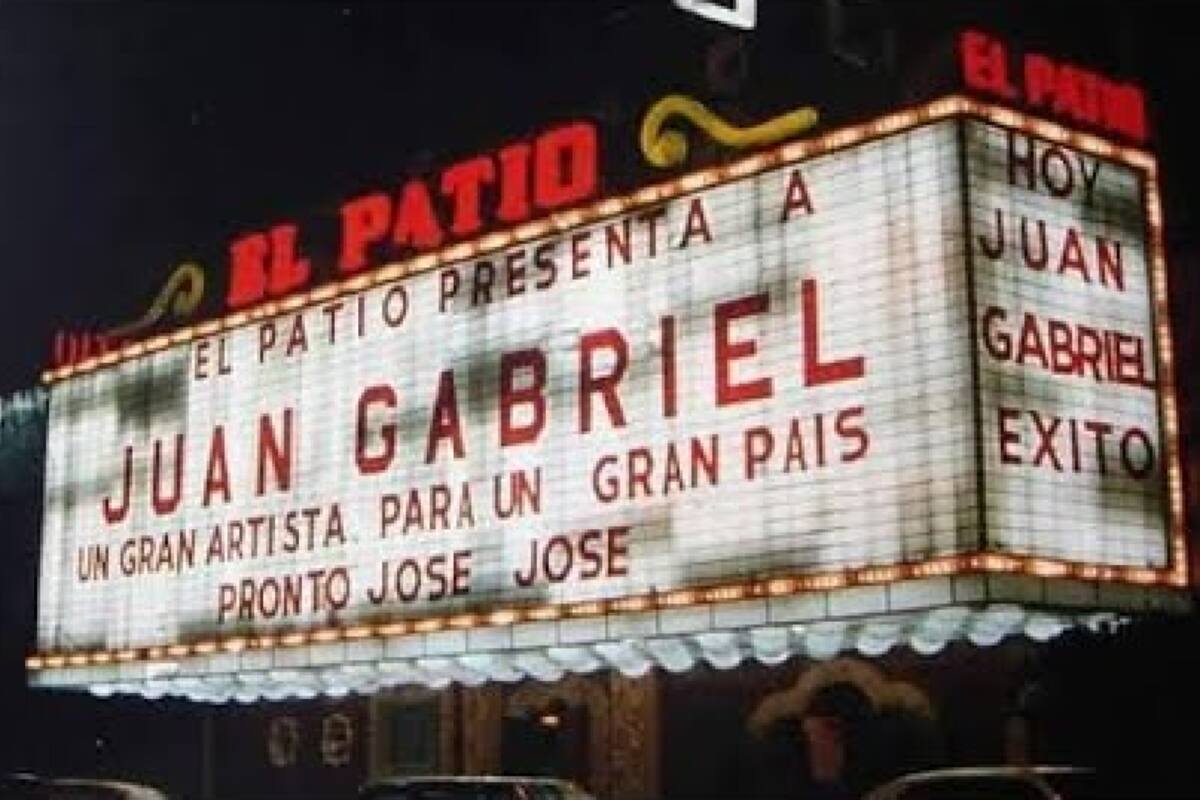 EL PATIO
EL PATIO PRESENTA A
JUAN GABRIEL
UN GRAN ARTISTA PARA UN GRAN PAIS
PRONTO JOSE JOSE
EL PATIO
HOY
JUAN
GABRIEL
EXITO